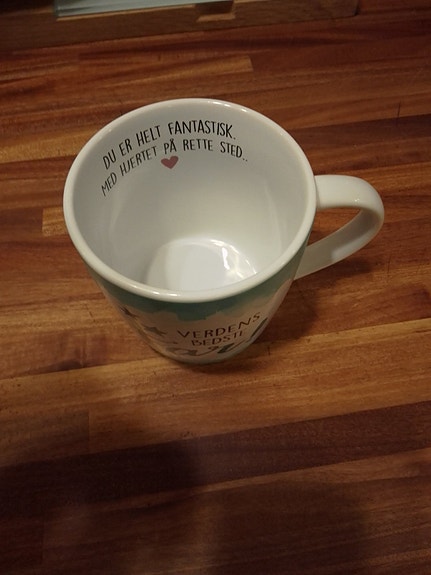 DU ER HELT FANTASTISK.
MED HJERTET PÅ RETTE STED..
VERDENS
BEDSTE